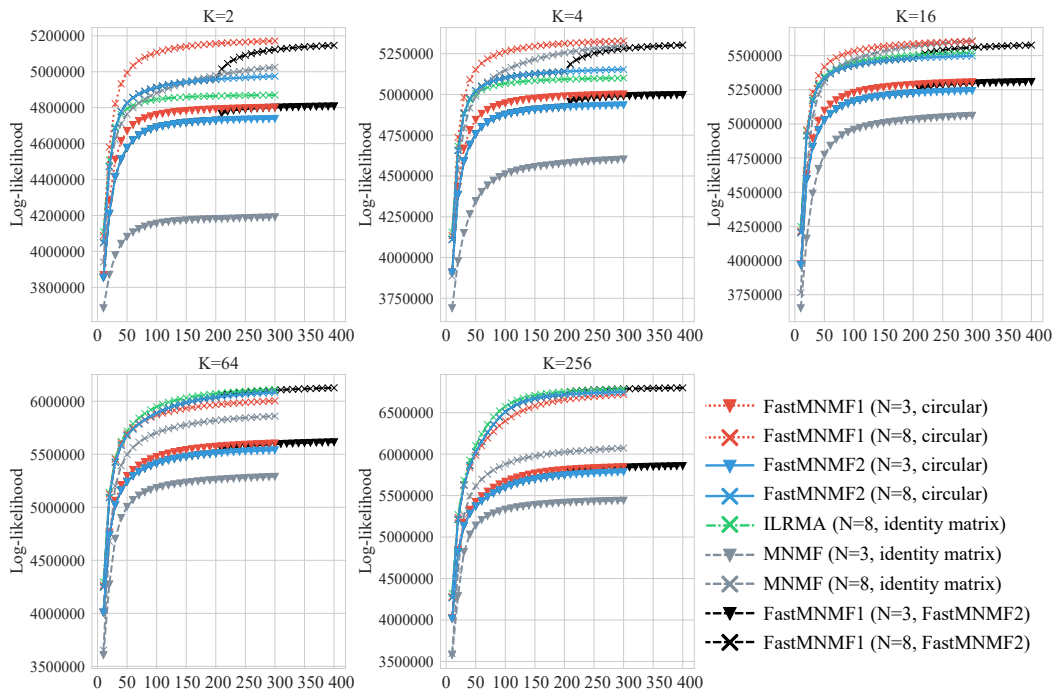 K=2
Log-likelihood
5200000
5000000
4800000
4600000
4400000
4200000
4000000
3800000
0 50 100 150 200 250 300 350 400
K=4
Log-likelihood
5250000
5000000
4750000
4500000
4250000
4000000
3750000
0 50 100 150 200 250 300 350 400
K=16
Log-likelihood
5500000
5250000
5000000
4750000
4500000
4250000
4000000
3750000
0 50 100 150 200 250 300 350 400
K=64
Log-likelihood
6000000
5500000
5000000
4500000
4000000
3500000
0 50 100 150 200 250 300 350 400
K=256
Log-likelihood
6500000
6000000
5500000
5000000
4500000
4000000
3500000
0 50 100 150 200 250 300 350 400
FastMNMF1 (N=3, circular)
FastMNMF1 (N=8, circular)
FastMNMF2 (N=3, circular)
FastMNMF2 (N=8, circular)
ILRMA (N=8, identity matrix)
MNMF (N=3, identity matrix)
MNMF (N=8, identity matrix)
FastMNMF1 (N=3, FastMNMF2)
FastMNMF1 (N=8, FastMNMF2)